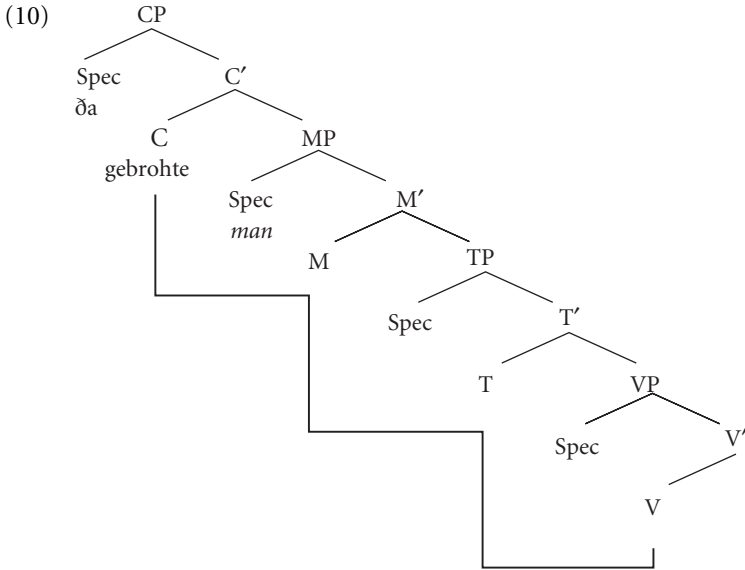 (10) CP
Spec C′
ða
C MP
gebrohte
Spec M′
man
M TP
Spec T′
T VP
Spec V′
V